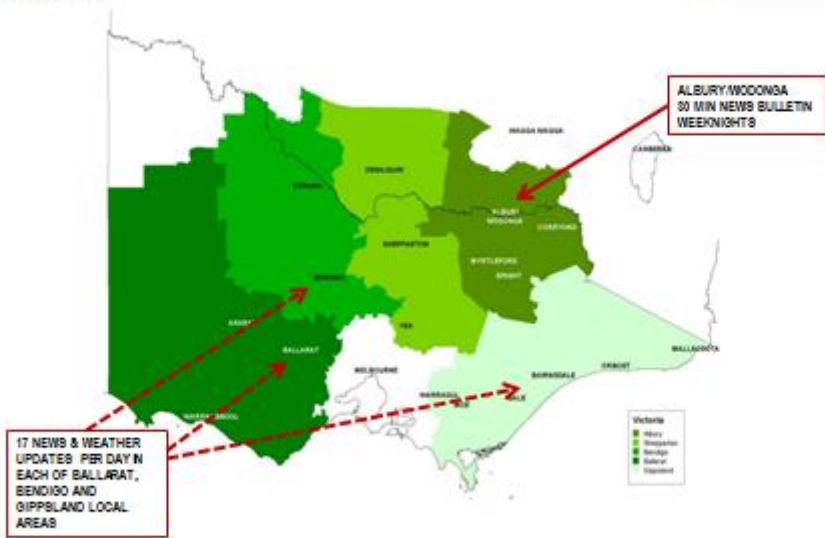 ALBURY/WODONGA
30 MIN NEWS BULLETIN
WEEKNIGHTS
WAGGA WAGGA
CANBERRA
DENILIQUIN
ALBURY
WODONGA
CORRYONG
SHEPPARTON
MYRTLEFORD
BRIGHT
BENDIGO
ARARAT
YEA
BALLARAT
MELBOURNE
MALLACOOTA
ORBOST
BAIRNSDALE
WARRAGUL
MOE
SALE
WARRNAMBOOL
17 NEWS & WEATHER
UPDATES PER DAY IN
EACH OF BALLARAT,
BENDIGO AND
GIPPSLAND LOCAL
AREAS
Victoria
Albury
Shepparton
Bendigo
Ballarat
Gippsland